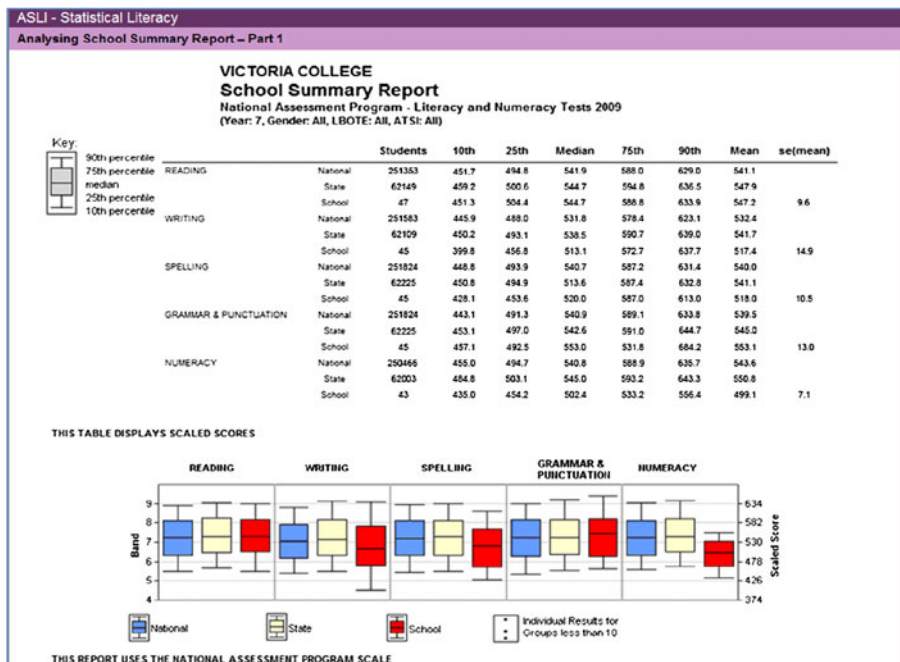 ASLI - Statistical Literacy
Analysing School Summary Report – Part 1
VICTORIA COLLEGE
School Summary Report
National Assessment Program - Literacy and Numeracy Tests 2009
(Year: 7, Gender: All, LBOTE: All, ATSI: All)
Key:
90th percentile
75th percentile
median
25th percentile
10th percentile
Students 10th 25th Median 75th 90th Mean se(mean)
READING National 251353 451.7 494.8 541.9 588.0 629.0 541.1
State 62149 459.2 500.6 544.7 594.8 636.5 547.9
School 47 451.3 504.4 544.7 588.8 633.9 547.2 9.6
WRITING National 251583 445.9 488.0 531.8 578.4 623.1 532.4
State 62109 450.2 493.1 538.5 590.7 639.0 541.7
School 45 399.8 456.8 513.1 572.7 637.7 517.4 14.9
SPELLING National 251824 448.8 493.9 540.7 587.2 631.4 540.0
State 62225 450.8 494.9 513.6 587.4 632.8 541.1
School 45 428.1 453.6 520.0 587.0 613.0 518.0 10.5
GRAMMAR & PUNCTUATION National 251824 443.1 491.3 540.9 589.1 633.8 539.5
State 62225 453.1 497.0 542.6 591.0 644.7 545.0
School 45 457.1 492.5 553.0 531.8 684.2 553.1 13.0
NUMERACY National 250466 455.0 494.7 540.8 588.9 635.7 543.6
State 62003 484.8 503.1 545.0 593.2 643.3 550.8
School 43 435.0 454.2 502.4 533.2 556.4 499.1 7.1
THIS TABLE DISPLAYS SCALED SCORES
READING WRITING SPELLING GRAMMAR & PUNCTUATION NUMERACY
Band
9
8
7
6
5
4
634
582
530
478
426
374
Scaled Score
National State School Individual Results for
Groups less than 10
THIS REPORT USES THE NATIONAL ASSESSMENT PROGRAM SCALE